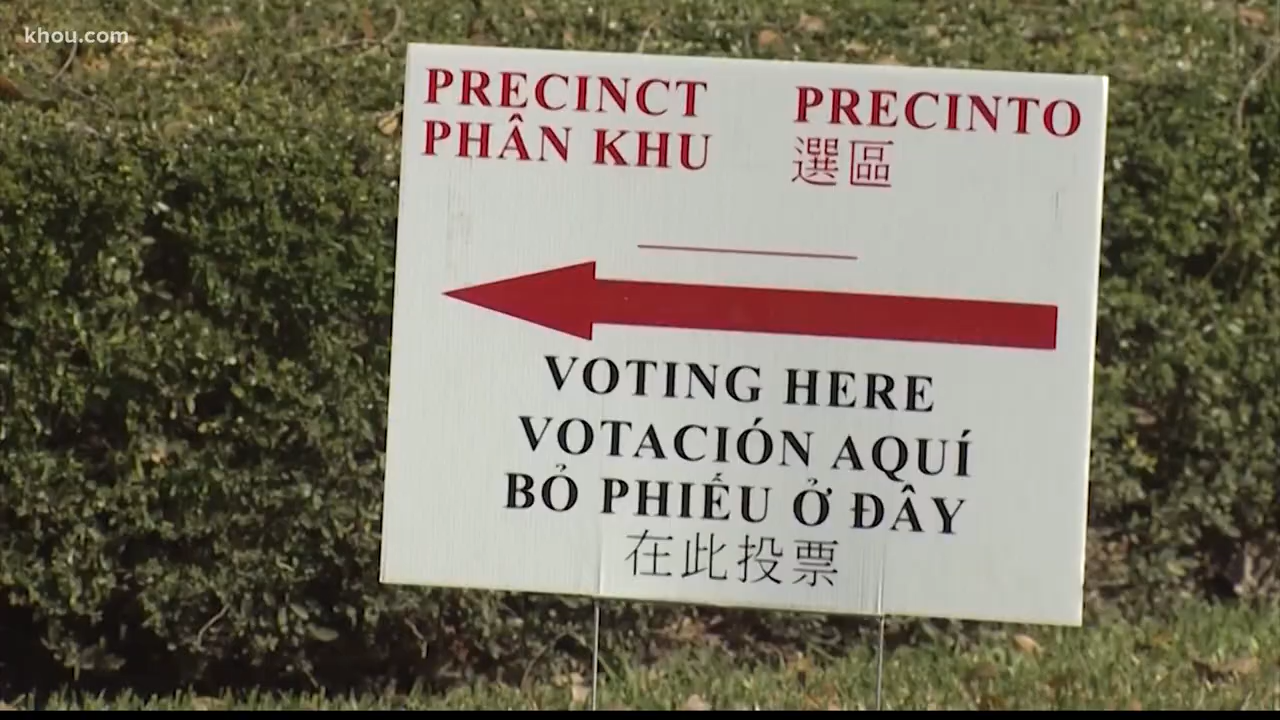 khou.com
PRECINCT PRECINTO
PHÂN KHU 選區
VOTING HERE
VOTACIÓN AQUÍ
BỎ PHIẾU Ở ĐÂY
在此投票